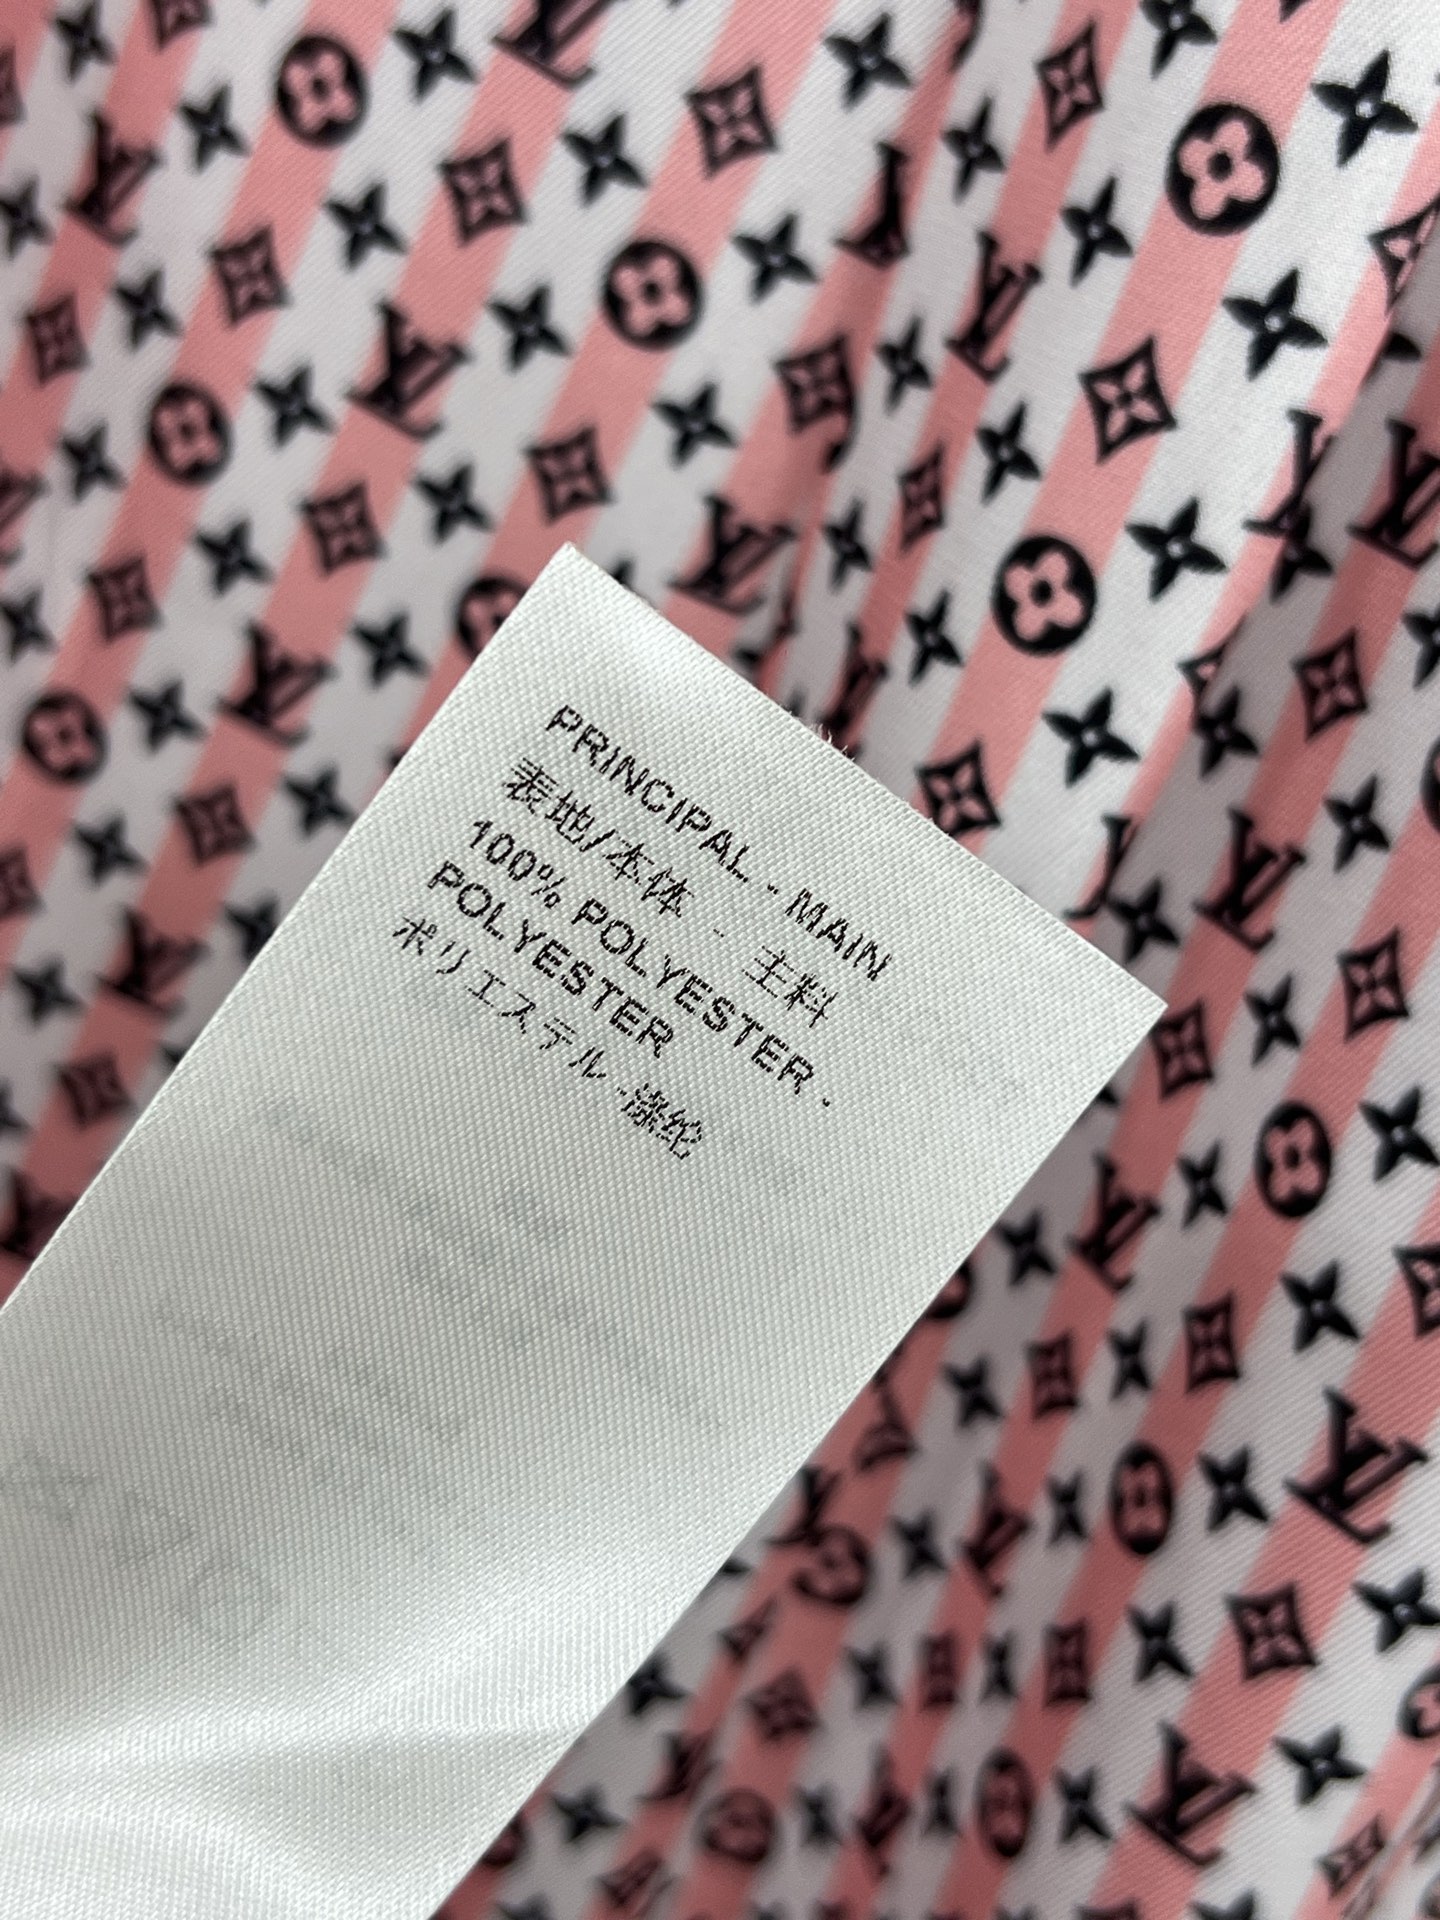 PRINCIPAL - MAIN
表地/本体 - 主料
100% POLYESTER -
POLYESTER
ポリエステル-涤纶